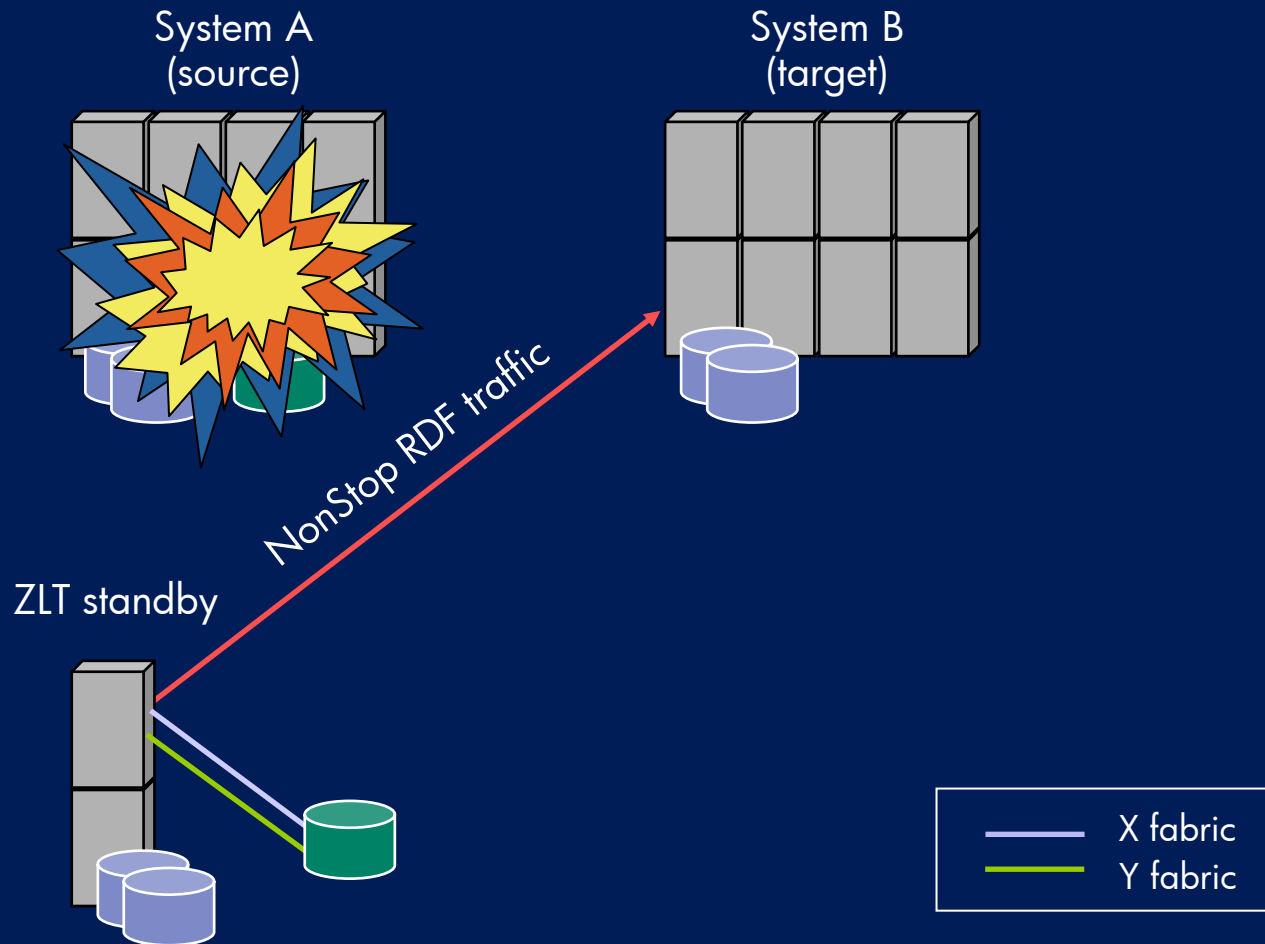 System A
(source)
System B
(target)
NonStop RDF traffic
ZLT standby
X fabric
Y fabric